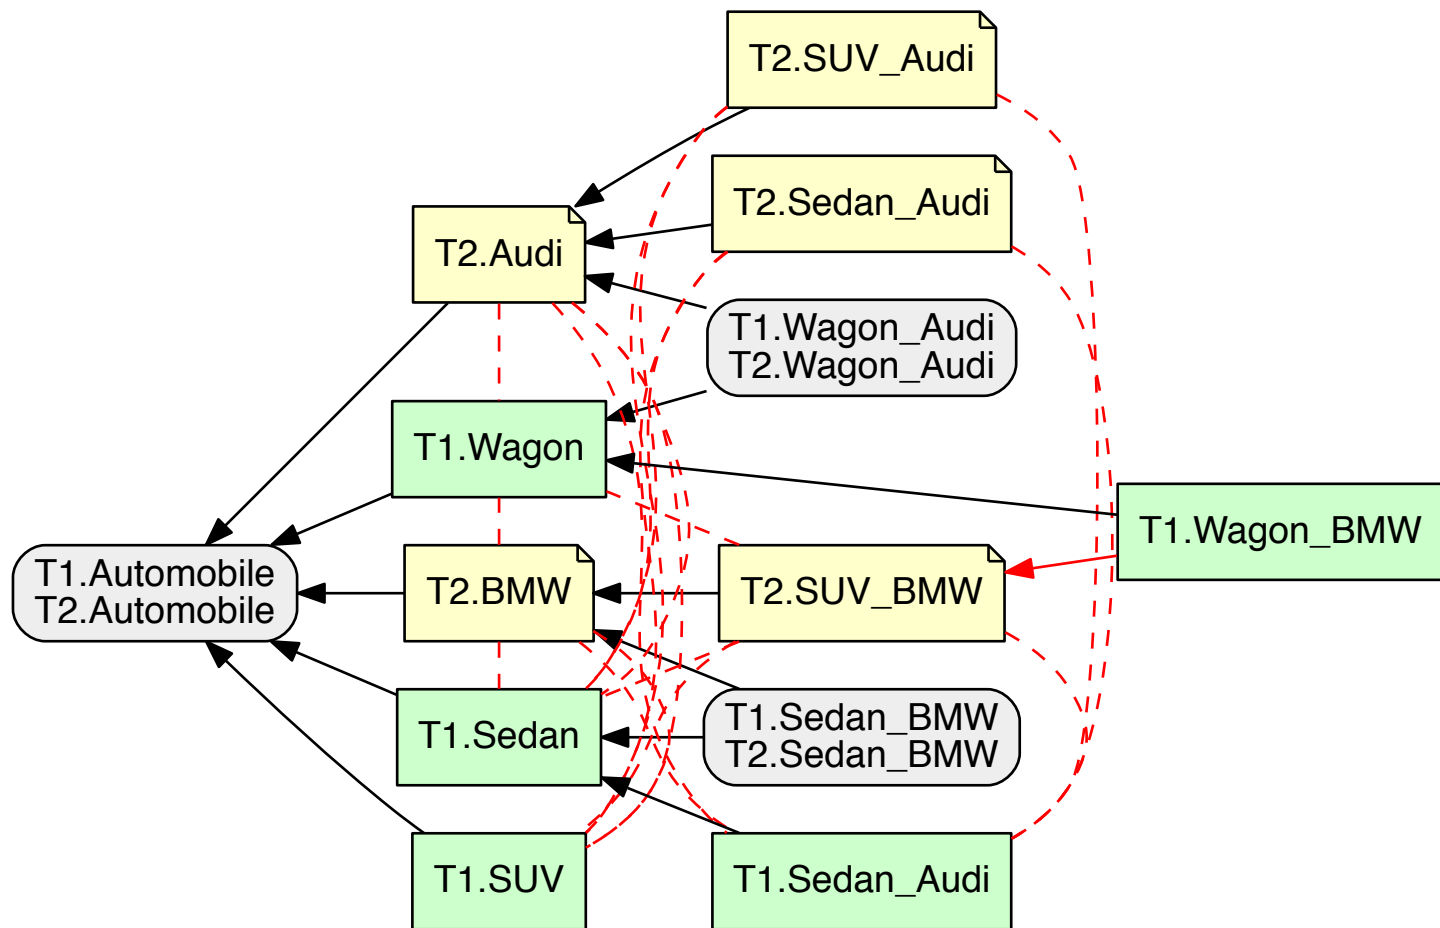 T2.SUV_Audi
T2.Sedan_Audi
T2.Audi
T1.Wagon_Audi
T2.Wagon_Audi
T1.Wagon
T1.Wagon_BMW
T1.Automobile
T2.Automobile
T2.BMW
T2.SUV_BMW
T1.Sedan
T1.Sedan_BMW
T2.Sedan_BMW
T1.SUV
T1.Sedan_Audi